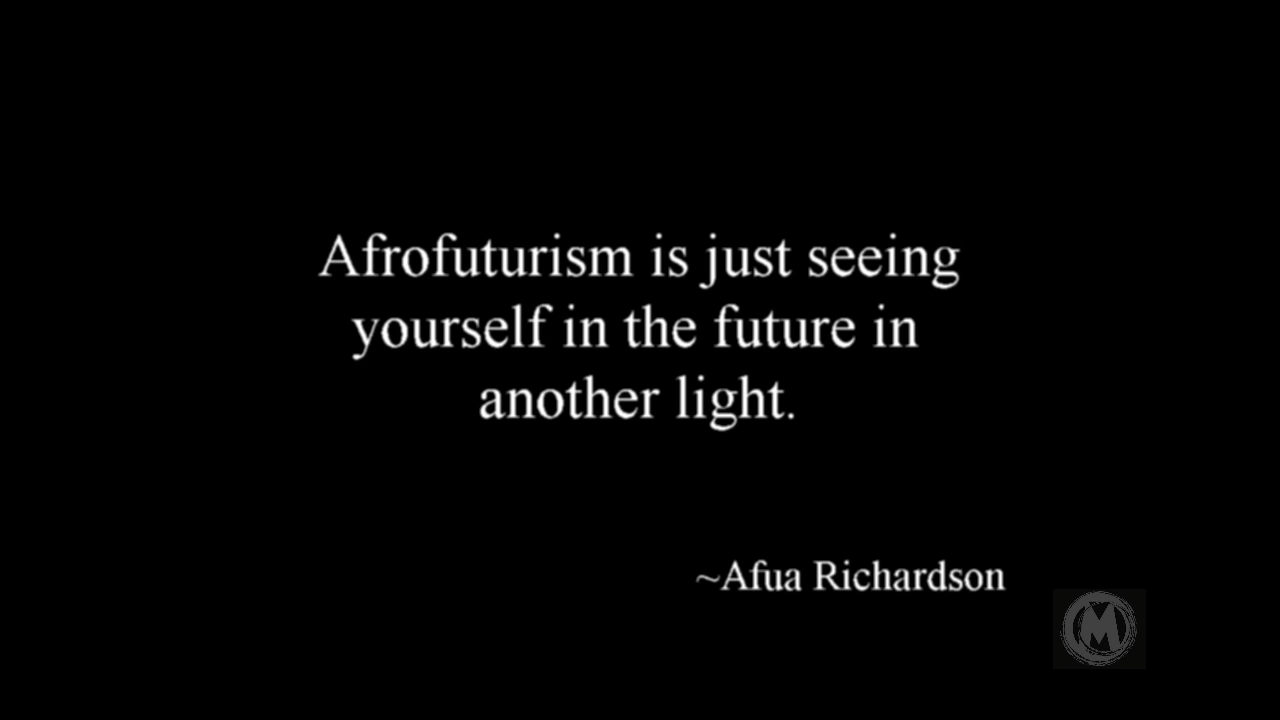 Afrofuturism is just seeing
yourself in the future in
another light.
~Afua Richardson
M